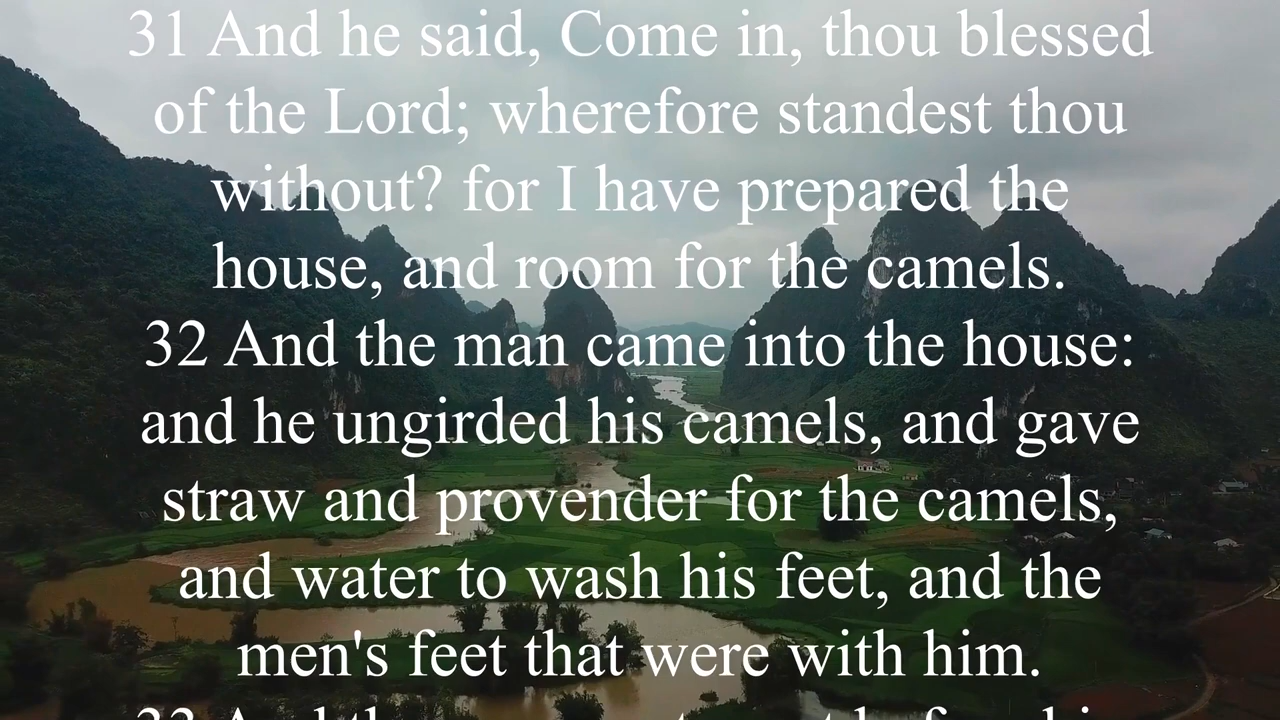 31 And he said, Come in, thou blessed
of the Lord; wherefore standest thou
without? for I have prepared the
house, and room for the camels.
32 And the man came into the house:
and he ungirded his camels, and gave
straw and provender for the camels,
and water to wash his feet, and the
men's feet that were with him.
33 And